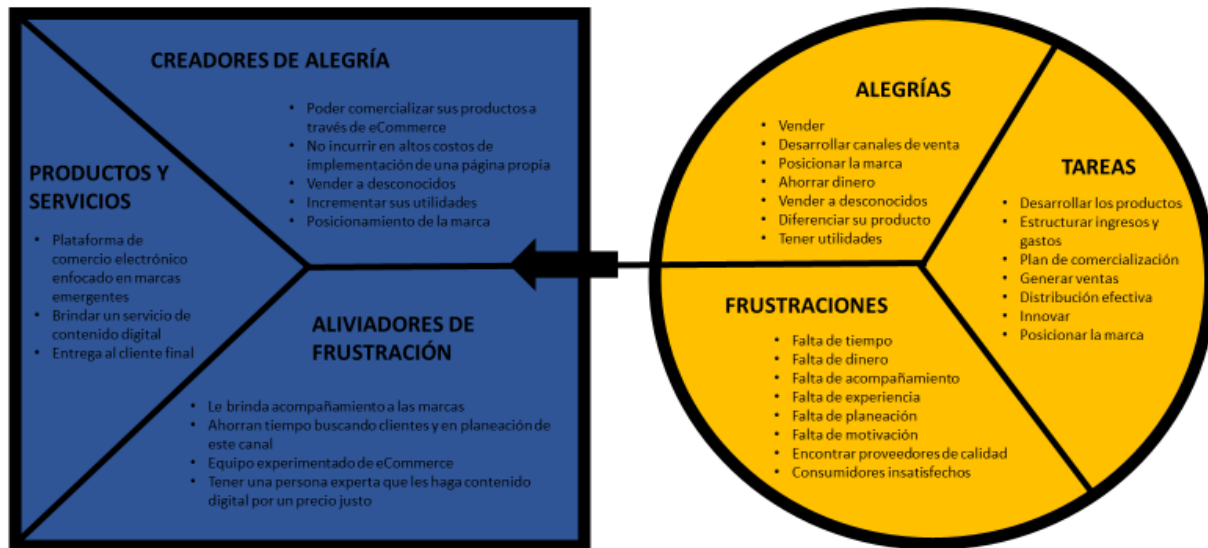 CREADORES DE ALEGRÍA
• Poder comercializar sus productos a
través de eCommerce
• No incurrir en altos costos de
implementación de una página propia
• Vender a desconocidos
• Incrementar sus utilidades
• Posicionamiento de la marca
PRODUCTOS Y
SERVICIOS
• Plataforma de
comercio electrónico
enfocado en marcas
emergentes
• Brindar un servicio de
contenido digital
• Entrega al cliente final
ALIVIADORES DE
FRUSTRACIÓN
• Le brinda acompañamiento a las marcas
• Ahorran tiempo buscando clientes y en planeación de
este canal
• Equipo experimentado de eCommerce
• Tener una persona experta que les haga contenido
digital por un precio justo
ALEGRÍAS
• Vender
• Desarrollar canales de venta
• Posicionar la marca
• Ahorrar dinero
• Vender a desconocidos
• Diferenciar su producto
• Tener utilidades
TAREAS
• Desarrollar los productos
• Estructurar ingresos y
gastos
• Plan de comercialización
• Generar ventas
• Distribución efectiva
• Innovar
• Posicionar la marca
FRUSTRACIONES
• Falta de tiempo
• Falta de dinero
• Falta de acompañamiento
• Falta de experiencia
• Falta de planeación
• Falta de motivación
• Encontrar proveedores de calidad
• Consumidores insatisfechos